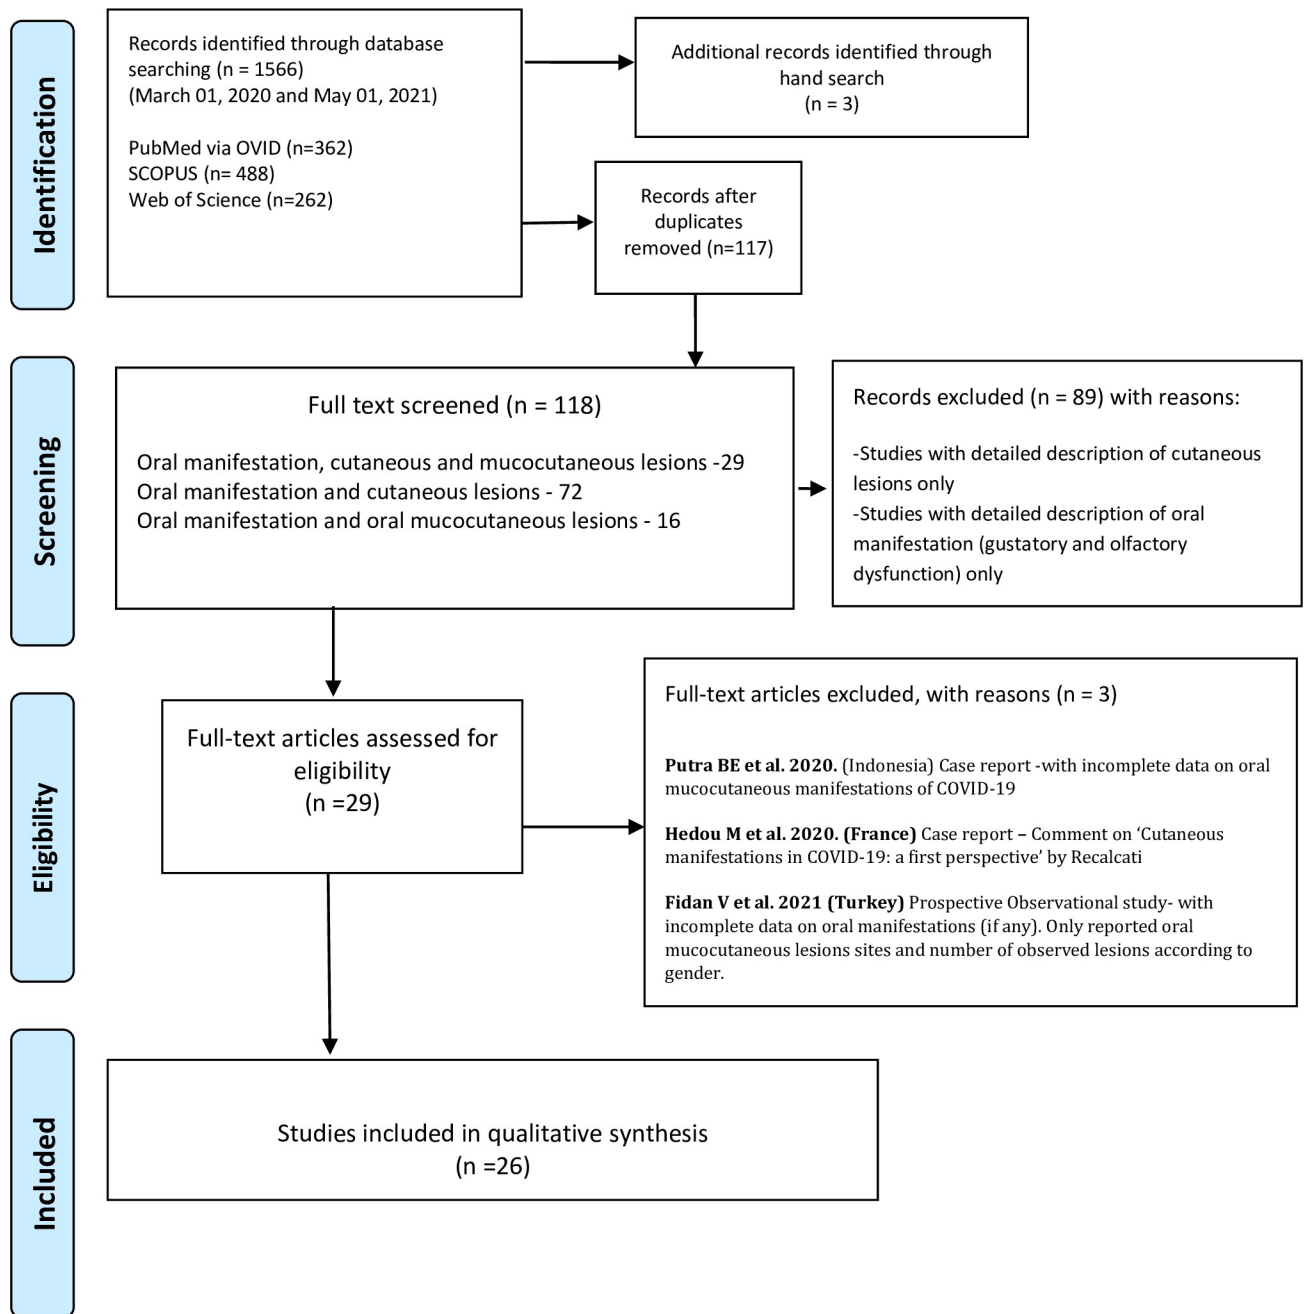 Identification
Records identified through database
searching (n = 1566)
(March 01, 2020 and May 01, 2021)
PubMed via OVID (n=362)
SCOPUS (n= 488)
Web of Science (n=262)
Additional records identified through
hand search
(n = 3)
Records after
duplicates
removed (n=117)
Screening
Full text screened (n = 118)
Oral manifestation, cutaneous and mucocutaneous lesions -29
Oral manifestation and cutaneous lesions - 72
Oral manifestation and oral mucocutaneous lesions - 16
Records excluded (n = 89) with reasons:
-Studies with detailed description of cutaneous
lesions only
-Studies with detailed description of oral
manifestation (gustatory and olfactory
dysfunction) only
Eligibility
Full-text articles assessed for
eligibility
(n =29)
Full-text articles excluded, with reasons (n = 3)
Putra BE et al. 2020. (Indonesia) Case report -with incomplete data on oral
mucocutaneous manifestations of COVID-19
Hedou M et al. 2020. (France) Case report – Comment on ‘Cutaneous
manifestations in COVID-19: a first perspective’ by Recalcati
Fidan V et al. 2021 (Turkey) Prospective Observational study- with
incomplete data on oral manifestations (if any). Only reported oral
mucocutaneous lesions sites and number of observed lesions according to
gender.
Included
Studies included in qualitative synthesis
(n =26)